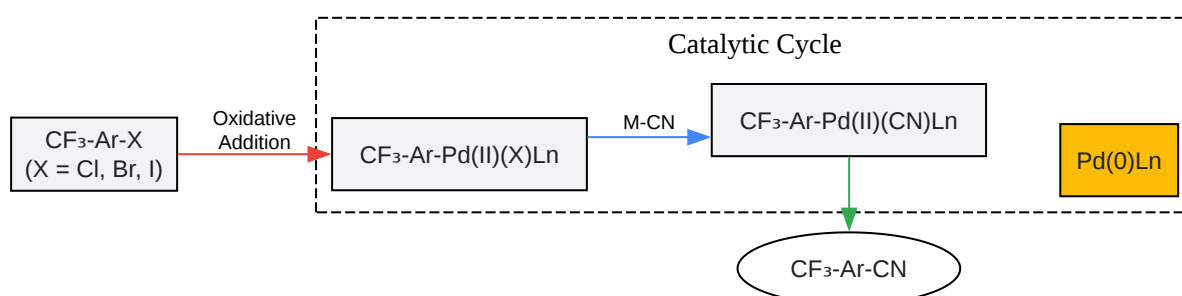 Catalytic Cycle
CF₃-Ar-X
(X = Cl, Br, I)
Oxidative
Addition
CF₃-Ar-Pd(II)(X)Ln
M-CN
CF₃-Ar-Pd(II)(CN)Ln
Pd(0)Ln
CF₃-Ar-CN